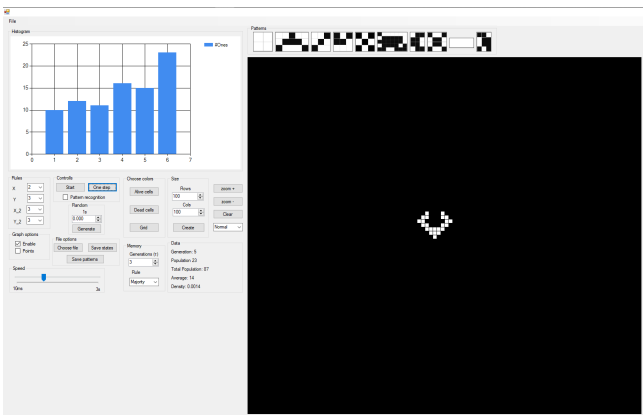 File
Histogram
Patterns
#Ones
25
20
15
10
5
0
0 1 2 3 4 5 6 7
Rules
X 2
Y 3
X_2 3
Y_2 3
Controlls
Start One step
Pattern recognition
Random
1s
0.000
Generate
Choose colors
Alive cells
Dead cells
Grid
Size
Rows
100
Cols
100
Create
zoom +
zoom -
Clear
Normal
Graph options
Enable
Points
File options
Choose file Save states
Save patterns
Memory
Generations (τ)
3
Rule
Majority
Data
Generation: 5
Population 23
Total Population: 87
Average: 14
Density: 0.0014
Speed
10ms 3s